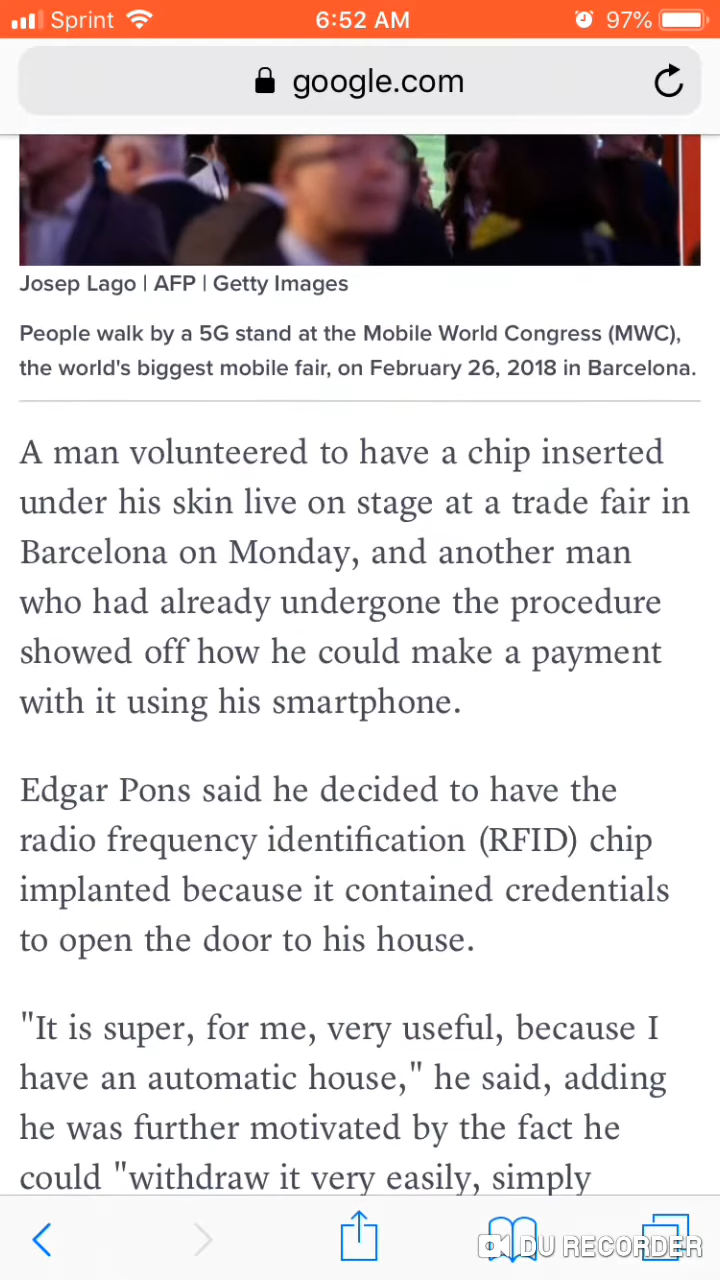 Sprint 6:52 AM 97%
google.com
Josep Lago | AFP | Getty Images
People walk by a 5G stand at the Mobile World Congress (MWC),
the world's biggest mobile fair, on February 26, 2018 in Barcelona.
A man volunteered to have a chip inserted
under his skin live on stage at a trade fair in
Barcelona on Monday, and another man
who had already undergone the procedure
showed off how he could make a payment
with it using his smartphone.
Edgar Pons said he decided to have the
radio frequency identification (RFID) chip
implanted because it contained credentials
to open the door to his house.
"It is super, for me, very useful, because I
have an automatic house," he said, adding
he was further motivated by the fact he
could "withdraw it very easily, simply
DU RECORDER